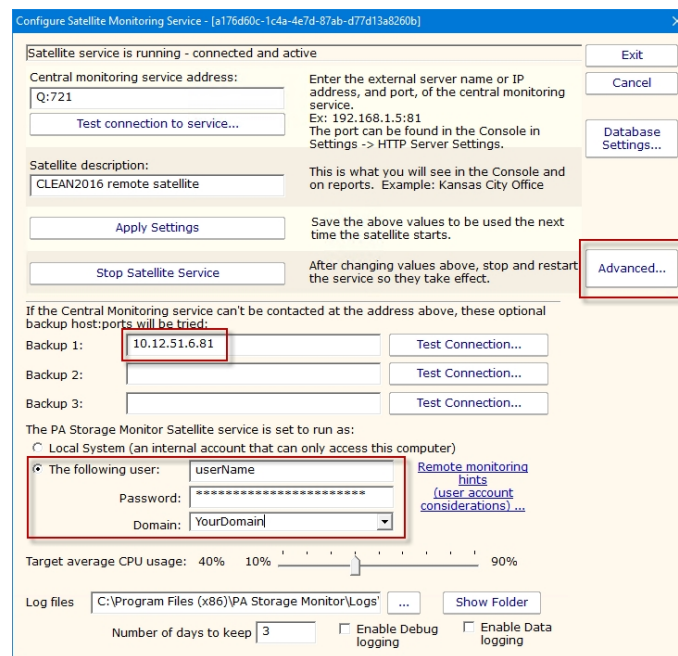 Configure Satellite Monitoring Service - [a176d60c-1c4a-4e7d-87ab-d77d13a8260b]
Satellite service is running - connected and active
Exit
Central monitoring service address:
Q:721
Test connection to service...
Enter the external server name or IP
address, and port, of the central monitoring
service.
Ex: 192.168.1.5:81
The port can be found in the Console in
Settings -> HTTP Server Settings.
Cancel
Database
Settings...
Satellite description:
CLEAN2016 remote satellite
This is what you will see in the Console and
on reports. Example: Kansas City Office
Apply Settings
Save the above values to be used the next
time the satellite starts.
Stop Satellite Service
After changing values above, stop and restart
the service so they take effect.
Advanced...
If the Central Monitoring service can't be contacted at the address above, these optional
backup host:ports will be tried:
Backup 1:
10.12.51.6.81
Test Connection...
Backup 2:
Test Connection...
Backup 3:
Test Connection...
The PA Storage Monitor Satellite service is set to run as:
Local System (an internal account that can only access this computer)
The following user:
userName
Password:
************************
Domain:
YourDomain
Remote monitoring
hints
(user account
considerations) ...
Target average CPU usage: 40% 10%
90%
Log files
C:\Program Files (x86)\PA Storage Monitor\Logs\
...
Show Folder
Number of days to keep
3
Enable Debug
logging
Enable Data
logging